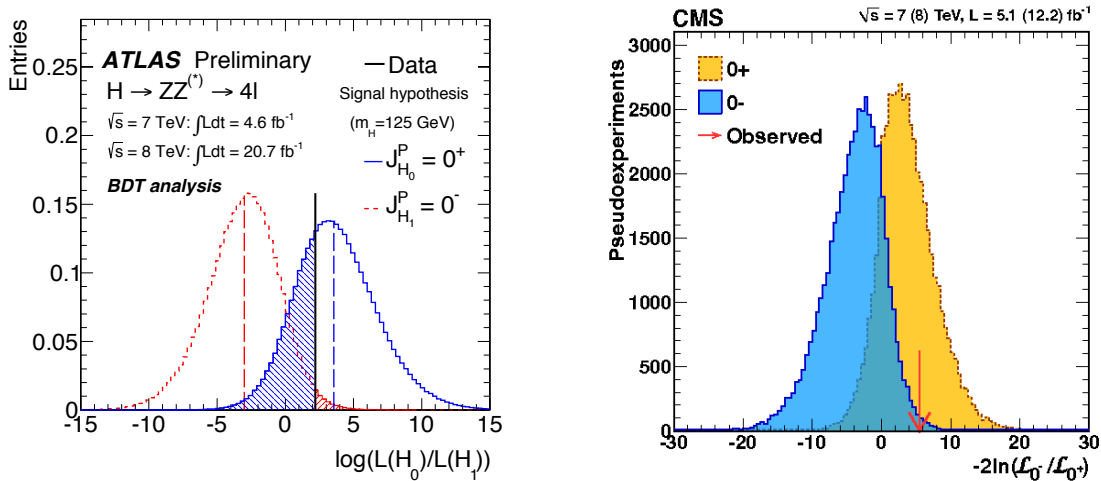 Entries
0.25
0.2
0.15
0.1
0.05
0
ATLAS Preliminary
H → ZZ(*) → 4l
√s = 7 TeV: ∫Ldt = 4.6 fb-1
√s = 8 TeV: ∫Ldt = 20.7 fb-1
BDT analysis
Data
Signal hypothesis
(mH=125 GeV)
JPH0 = 0+
JPH1 = 0-
-15 -10 -5 0 5 10 15
log(L(H0)/L(H1))
CMS √s = 7 (8) TeV, L = 5.1 (12.2) fb-1
Pseudoexperiments
3000
2500
2000
1500
1000
500
0
0+
0-
Observed
-30 -20 -10 0 10 20 30
-2ln(ℒ0-/ℒ0+)